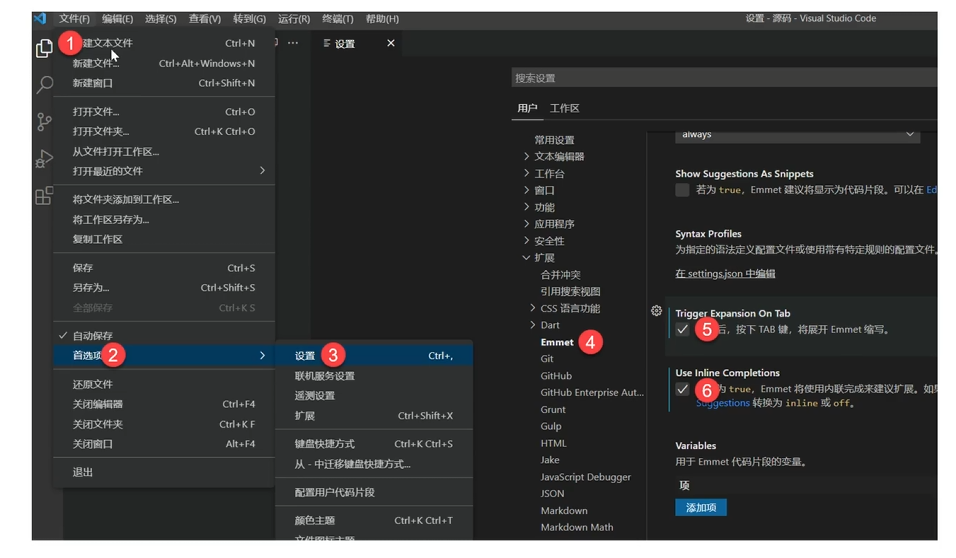 文件(F) 编辑(E) 选择(S) 查看(V) 转到(G) 运行(R) 终端(T) 帮助(H)
设置 - 源码 - Visual Studio Code
1
建文本文件 Ctrl+N
新建文件... Ctrl+Alt+Windows+N
新建窗口 Ctrl+Shift+N
打开文件... Ctrl+O
打开文件夹... Ctrl+K Ctrl+O
从文件打开工作区...
打开最近的文件
将文件夹添加到工作区...
将工作区另存为...
复制工作区
保存 Ctrl+S
另存为... Ctrl+Shift+S
全部保存 Ctrl+K S
自动保存
首选项 2
还原文件
关闭编辑器 Ctrl+F4
关闭文件夹 Ctrl+K F
关闭窗口 Alt+F4
退出
设置 3 Ctrl+,
联机服务设置
遥测设置
扩展 Ctrl+Shift+X
键盘快捷方式 Ctrl+K Ctrl+S
从 - 中迁移键盘快捷方式...
配置用户代码片段
颜色主题 Ctrl+K Ctrl+T
文件图标主题
设置
搜索设置
用户 工作区
常用设置
文本编辑器
工作台
窗口
功能
应用程序
安全性
扩展
合并冲突
引用搜索视图
CSS 语言功能
Dart
Emmet 4
Git
GitHub
GitHub Enterprise Aut...
Grunt
Gulp
HTML
Jake
JavaScript Debugger
JSON
Markdown
Markdown Math
always
Show Suggestions As Snippets
若为 true，Emmet 建议将显示为代码片段。可以在 Ed
Syntax Profiles
为指定的语法定义配置文件或使用带有特定规则的配置文件。
在 settings.json 中编辑
Trigger Expansion On Tab
5 后，按下 TAB 键，将展开 Emmet 缩写。
Use Inline Completions
6 为 true，Emmet 将使用内联完成来建议扩展。如果
Suggestions 转换为 inline 或 off。
Variables
用于 Emmet 代码片段的变量。
项
添加项